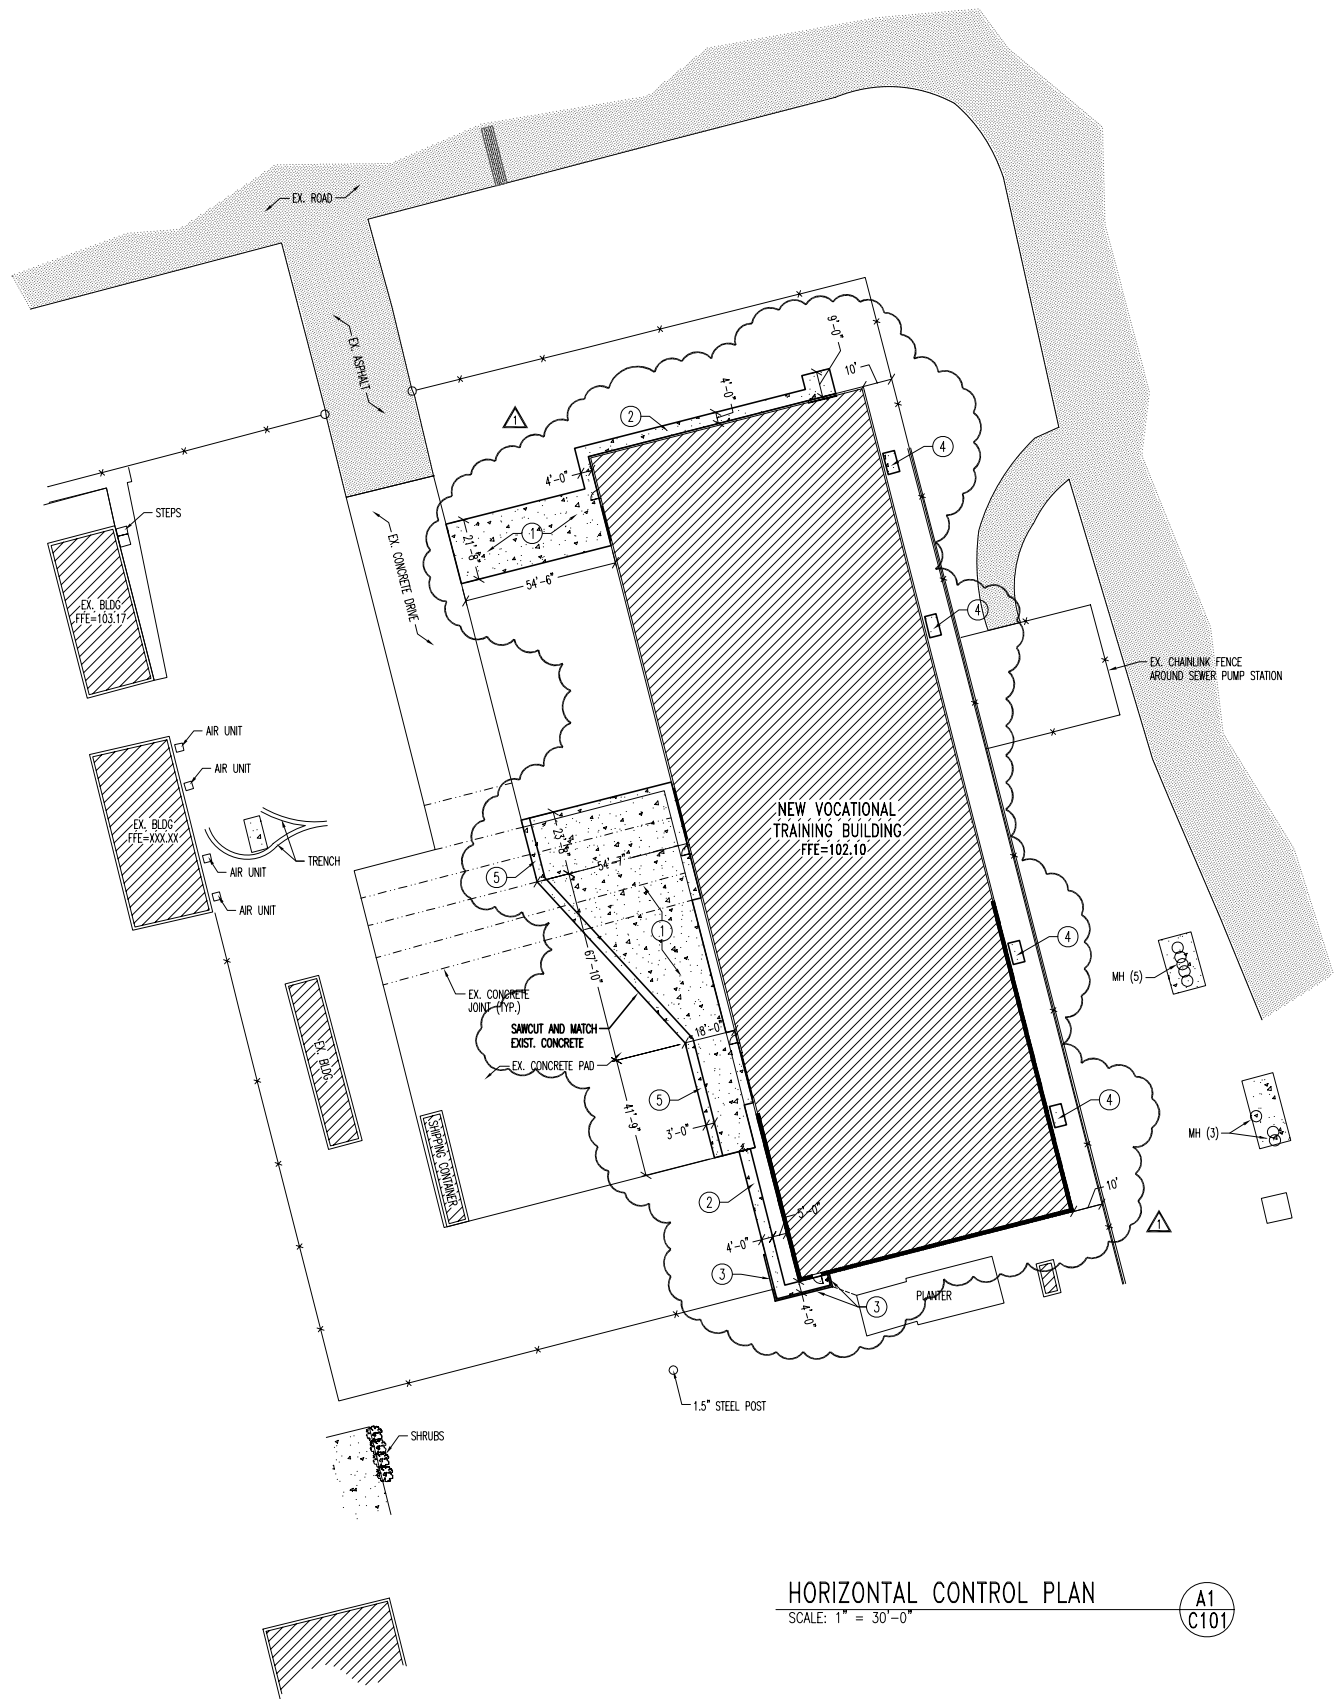 EX. ROAD
9'-0"
EX. ASPHALT
10'
4'-0"
1
2
4
4'-0"
STEPS
1
21'-8"
EX. CONCRETE DRIVE
54'-6"
EX. BLDG
FFE=103.17
4
EX. CHAINLINK FENCE
AROUND SEWER PUMP STATION
AIR UNIT
AIR UNIT
NEW VOCATIONAL
TRAINING BUILDING
FFE=102.10
EX. BLDG
FFE=XXX.XX
23'-8"
54'-7"
TRENCH
AIR UNIT
5
AIR UNIT
1
4
67'-10"
MH (5)
EX. CONCRETE
JOINT (TYP.)
SAWCUT AND MATCH
EXIST. CONCRETE
18'-0"
EX. BLDG
EX. CONCRETE PAD
5
4
41'-9"
3'-0"
MH (3)
SHIPPING CONTAINER
10'
2
5'-0"
1
4'-0"
3
3
PLANTER
4'-0"
1.5" STEEL POST
SHRUBS
HORIZONTAL CONTROL PLAN
SCALE: 1" = 30'-0"
A1
C101